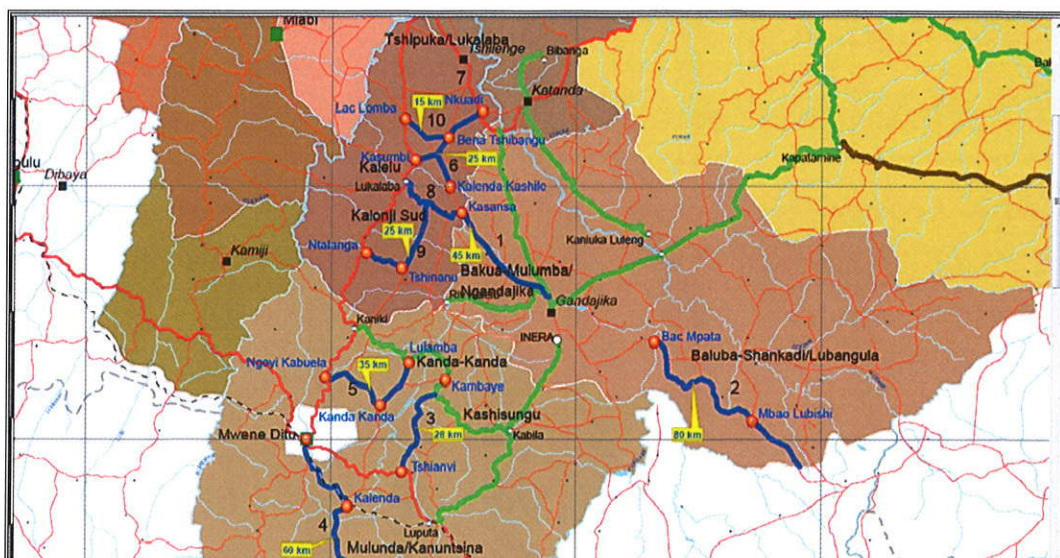 Miabi
Tshipuka/Lukalaba
Tshilenge
Bibanga
7
Katanda
Lac Lomba
15 km
Nkuadi
10
Bena Tshibangu
Kasumbi
25 km
Kalelu
6
Kapatamine
Dibaya
Lukalaba
8
Kalenda Kashile
Kasansa
Kalonji Sud
25 km
1
Kaniuka Luleng
Ntalanga
45 km
Kamiji
9
Tshinanu
Bakua-Mulumba/
Ngandajika
Gandajika
Kaniki
INERA
Bac Mpata
Baluba-Shankadi/Lubangula
Lulamba
Kanda-Kanda
Ngoyi Kabuela
35 km
Kambaye
5
2
Kanda Kanda
3
Kashisungu
Mbao Lubishi
Mwene Ditu
28 km
Kabila
80 km
Tshianvi
Kalenda
4
Luputa
60 km
Mulunda/Kanuntsina